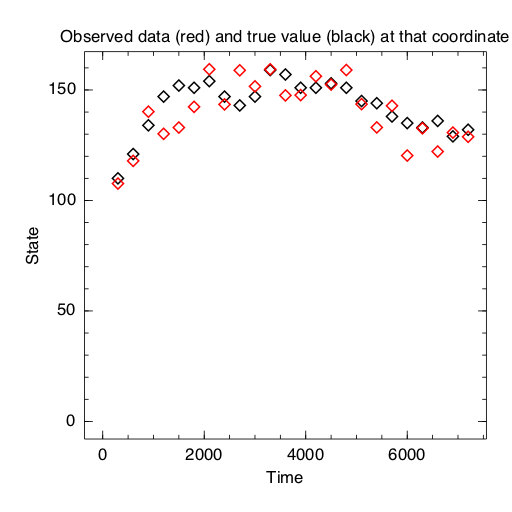 Observed data (red) and true value (black) at that coordinate
150
100
50
0
State
0 2000 4000 6000
Time